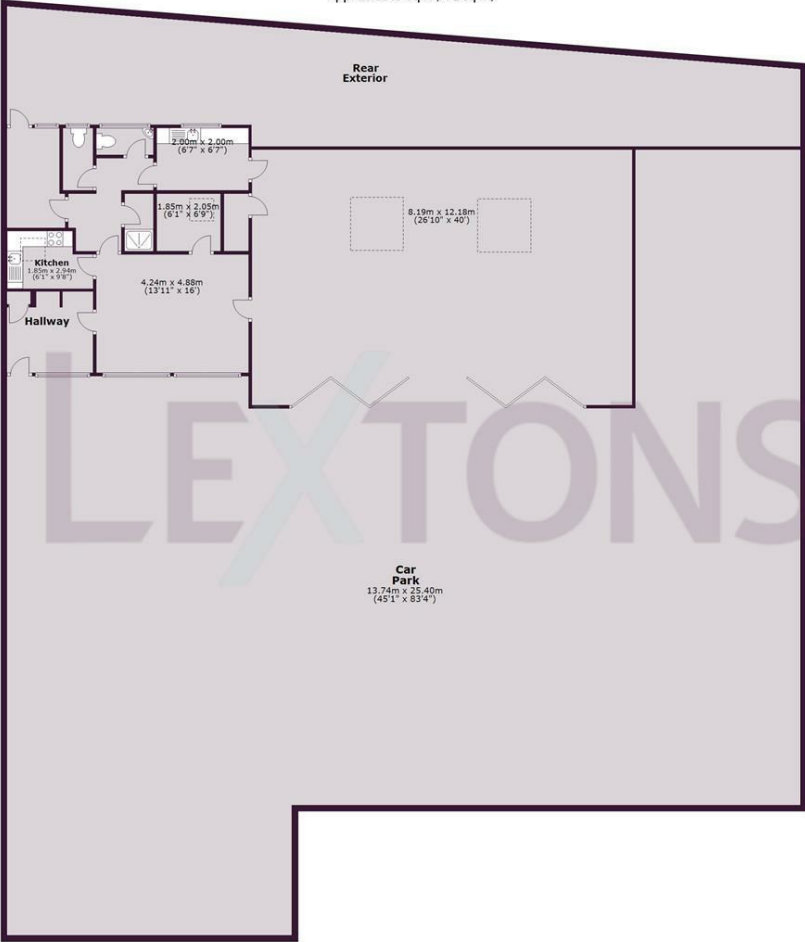 Rear
Exterior
2.00m x 2.00m
(6'7" x 6'7")
1.85m x 2.05m
(6'1" x 6'9")
8.19m x 12.18m
(26'10" x 40')
Kitchen
1.85m x 2.94m
(6'1" x 9'8")
4.24m x 4.88m
(13'11" x 16')
Hallway
LEXTONS
Car
Park
13.74m x 25.40m
(45'1" x 83'4")